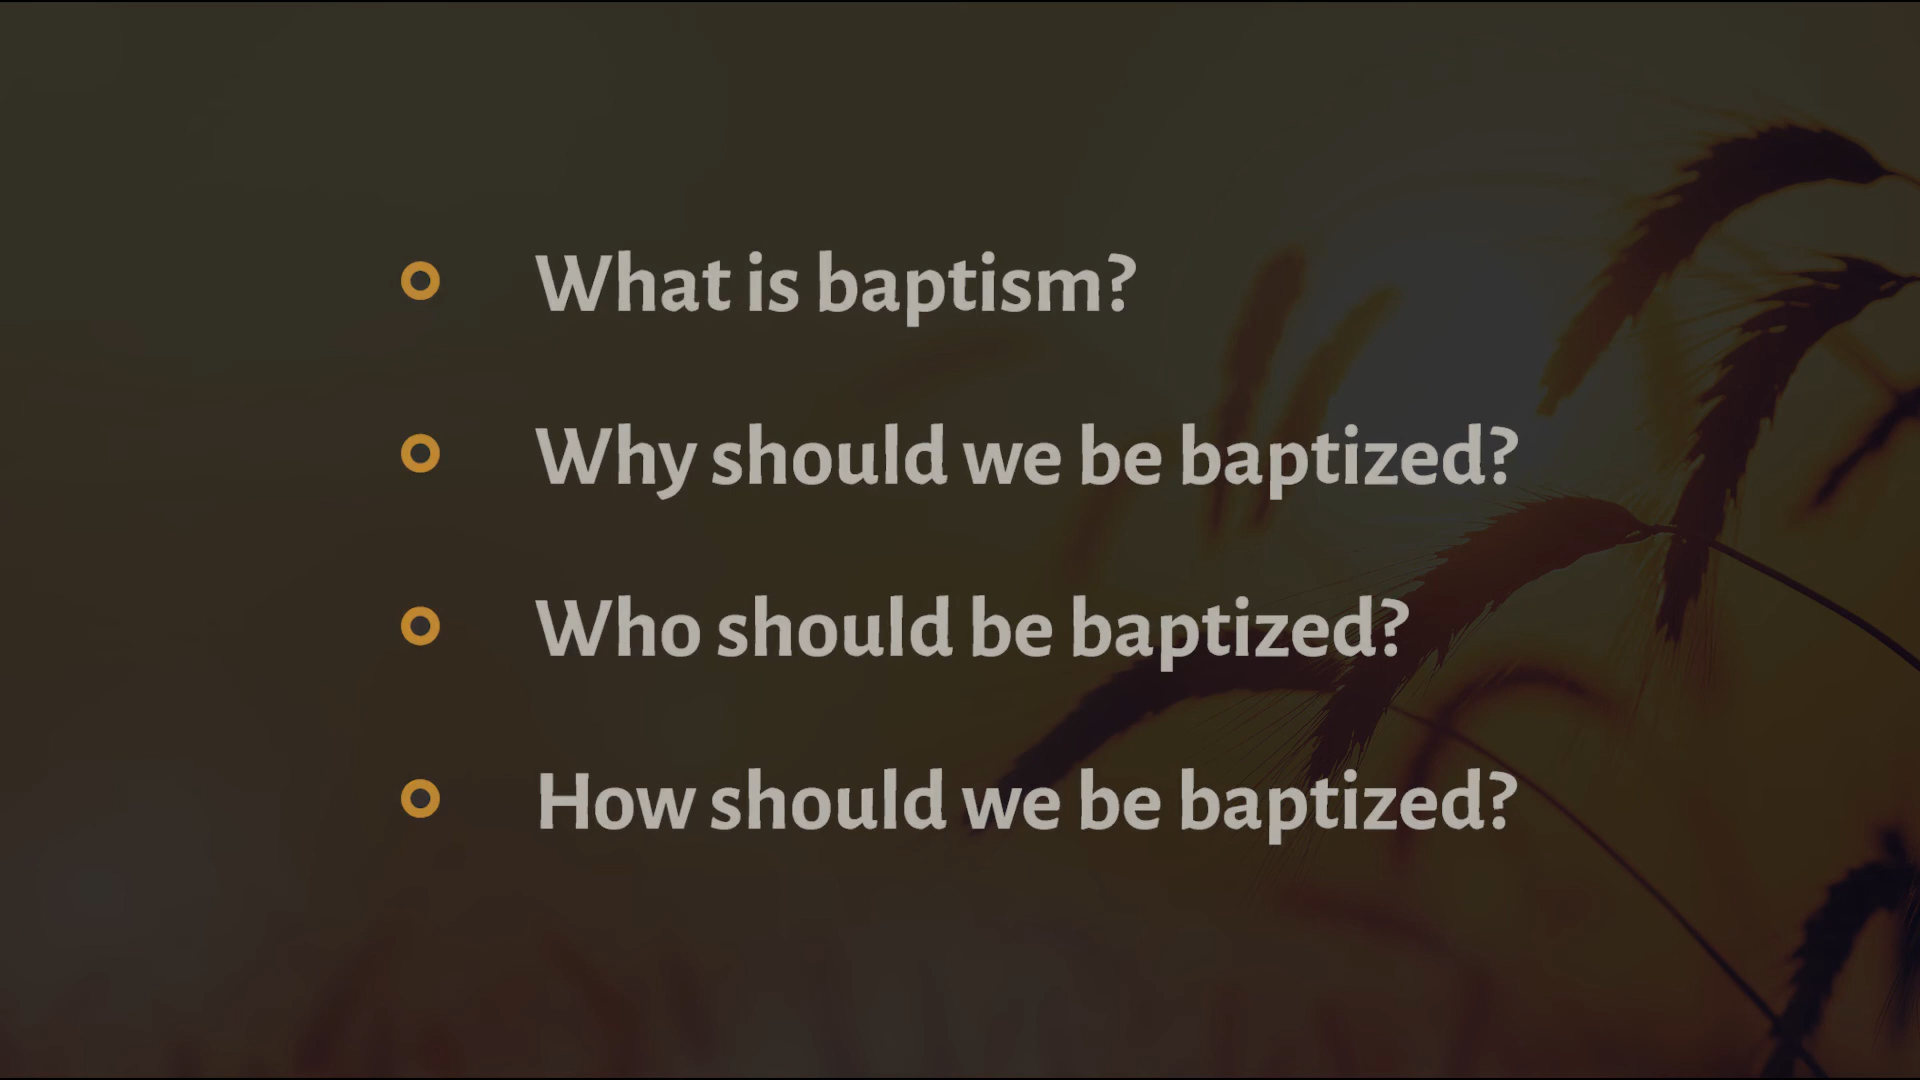 What is baptism?
Why should we be baptized?
Who should be baptized?
How should we be baptized?